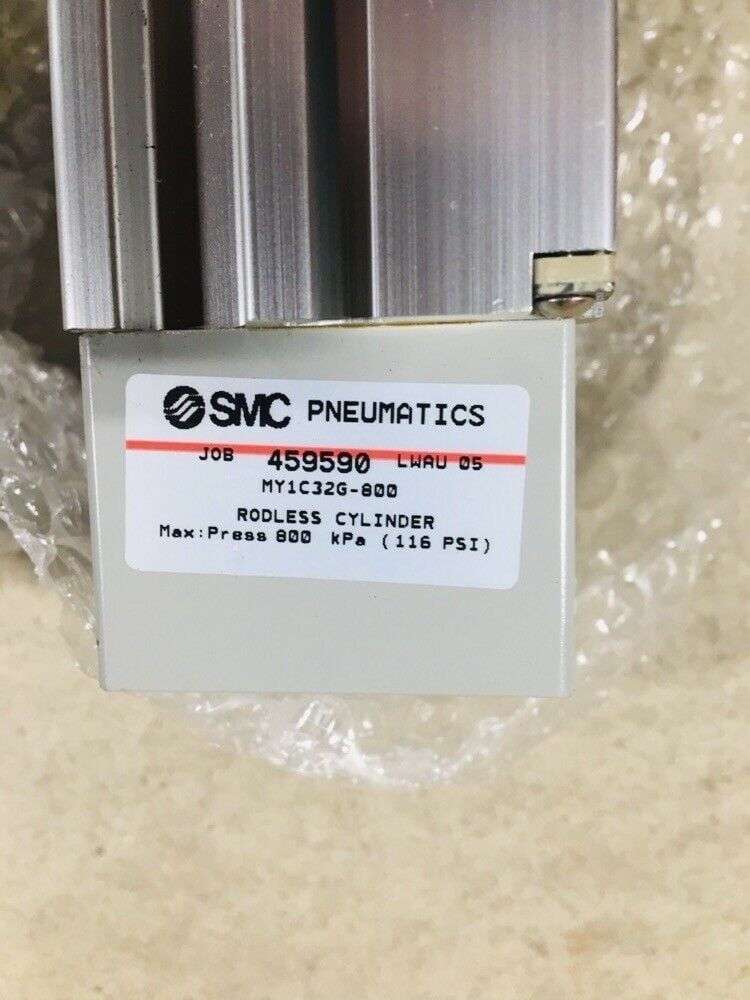 SMC PNEUMATICS
JOB 459590 LWAU 05
MY1C32G-800
RODLESS CYLINDER
Max:Press 800 kPa (116 PSI)